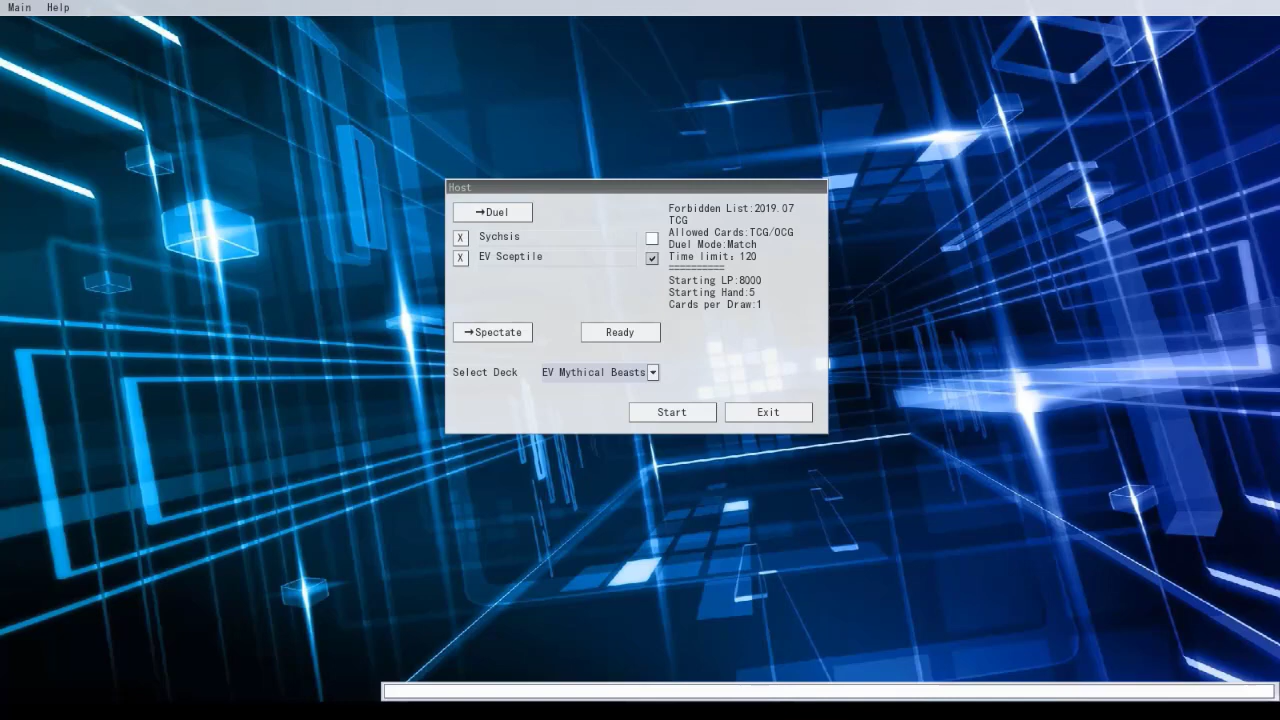 Main Help
Host
→Duel
X Sychsis
X EV Sceptile
Forbidden List:2019.07
TCG
Allowed Cards:TCG/OCG
Duel Mode:Match
Time limit: 120
==========
Starting LP:8000
Starting Hand:5
Cards per Draw:1
→Spectate
Ready
Select Deck EV Mythical Beasts
Start
Exit